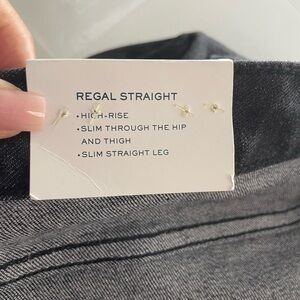 REGAL STRAIGHT
•HIGH-RISE
•SLIM THROUGH THE HIP
AND THIGH
•SLIM STRAIGHT LEG